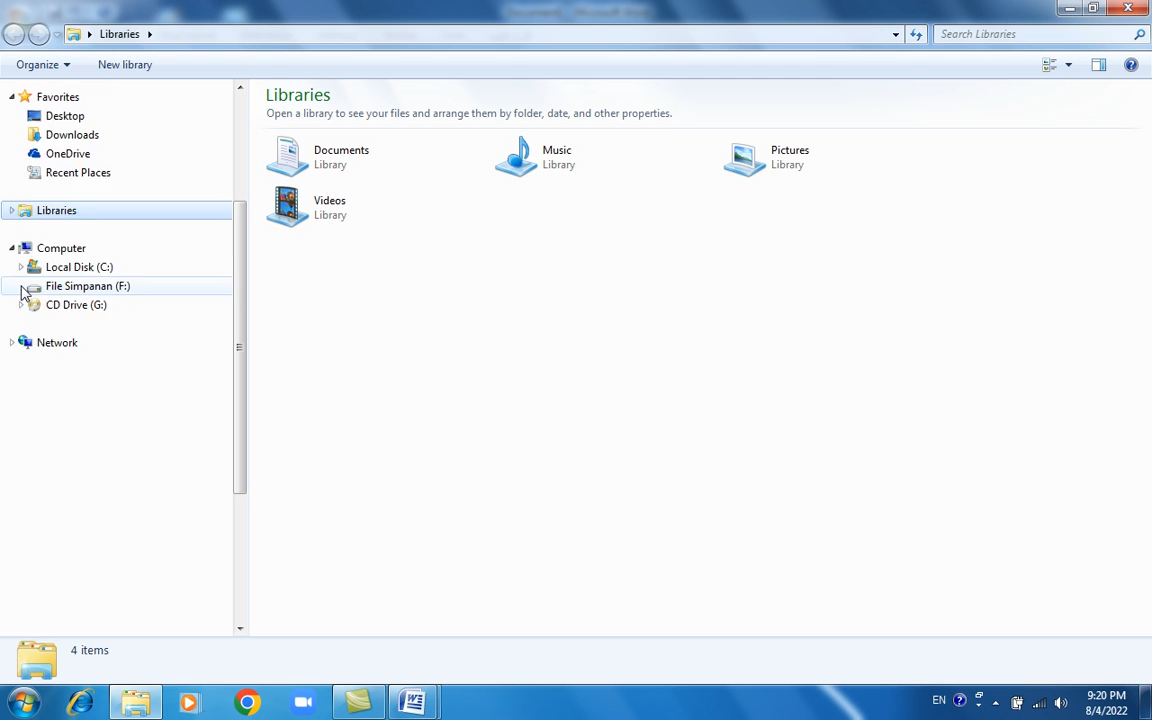 Libraries
Search Libraries
Organize
New library
Favorites
Desktop
Downloads
OneDrive
Recent Places
Libraries
Computer
Local Disk (C:)
File Simpanan (F:)
CD Drive (G:)
Network
Libraries
Open a library to see your files and arrange them by folder, date, and other properties.
Documents
Library
Music
Library
Pictures
Library
Videos
Library
4 items
EN
9:20 PM
8/4/2022